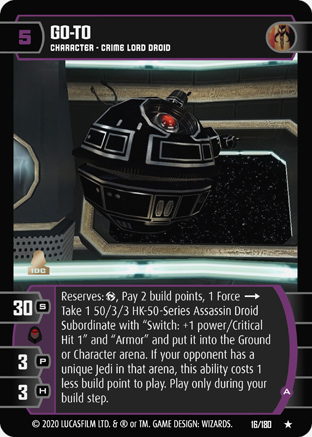 5
GO-TO
CHARACTER • CRIME LORD DROID
IDC
30 S
3 P
3 H
Reserves: , Pay 2 build points, 1 Force →
Take 1 50/3/3 HK-50-Series Assassin Droid
Subordinate with “Switch: +1 power/Critical
Hit 1” and “Armor” and put it into the Ground
or Character arena. If your opponent has a
unique Jedi in that arena, this ability costs 1
less build point to play. Play only during your
build step.
A
© 2020 LUCASFILM LTD. & ® or TM. GAME DESIGN: WIZARDS.
16/180 ★